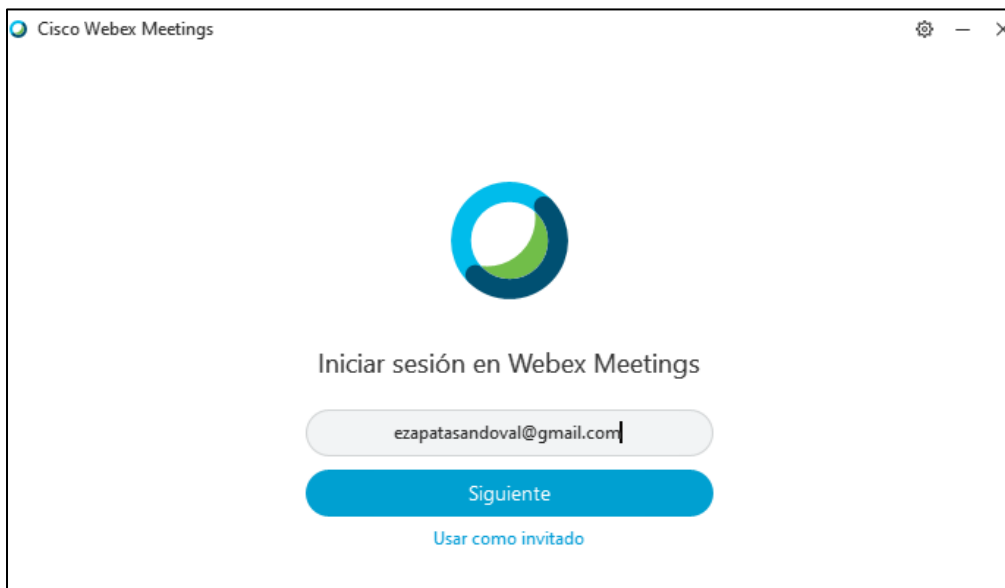 Cisco Webex Meetings
Iniciar sesión en Webex Meetings
ezapatasandoval@gmail.com
Siguiente
Usar como invitado